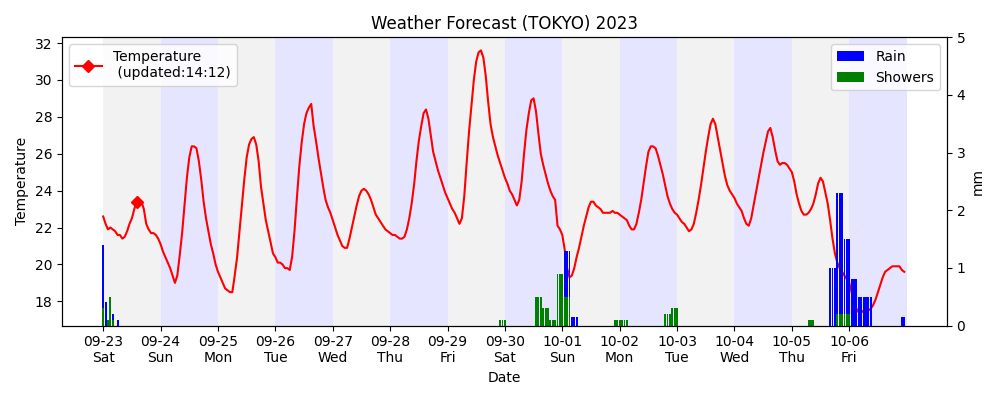 Weather Forecast (TOKYO) 2023
32
30
28
26
24
22
20
18
Temperature
Temperature
(updated:14:12)
Rain
Showers
5
4
3
2
1
0
mm
09-23 09-24 09-25 09-26 09-27 09-28 09-29 09-30 10-01 10-02 10-03 10-04 10-05 10-06
Sat Sun Mon Tue Wed Thu Fri Sat Sun Mon Tue Wed Thu Fri
Date